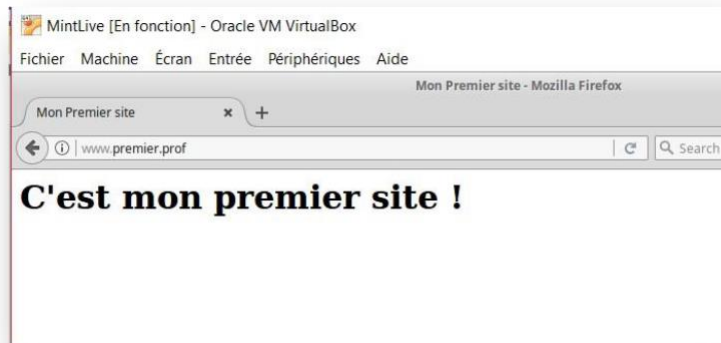 MintLive [En fonction] - Oracle VM VirtualBox
Fichier Machine Écran Entrée Périphériques Aide
Mon Premier site - Mozilla Firefox
Mon Premier site
www.premier.prof
Search
C'est mon premier site !